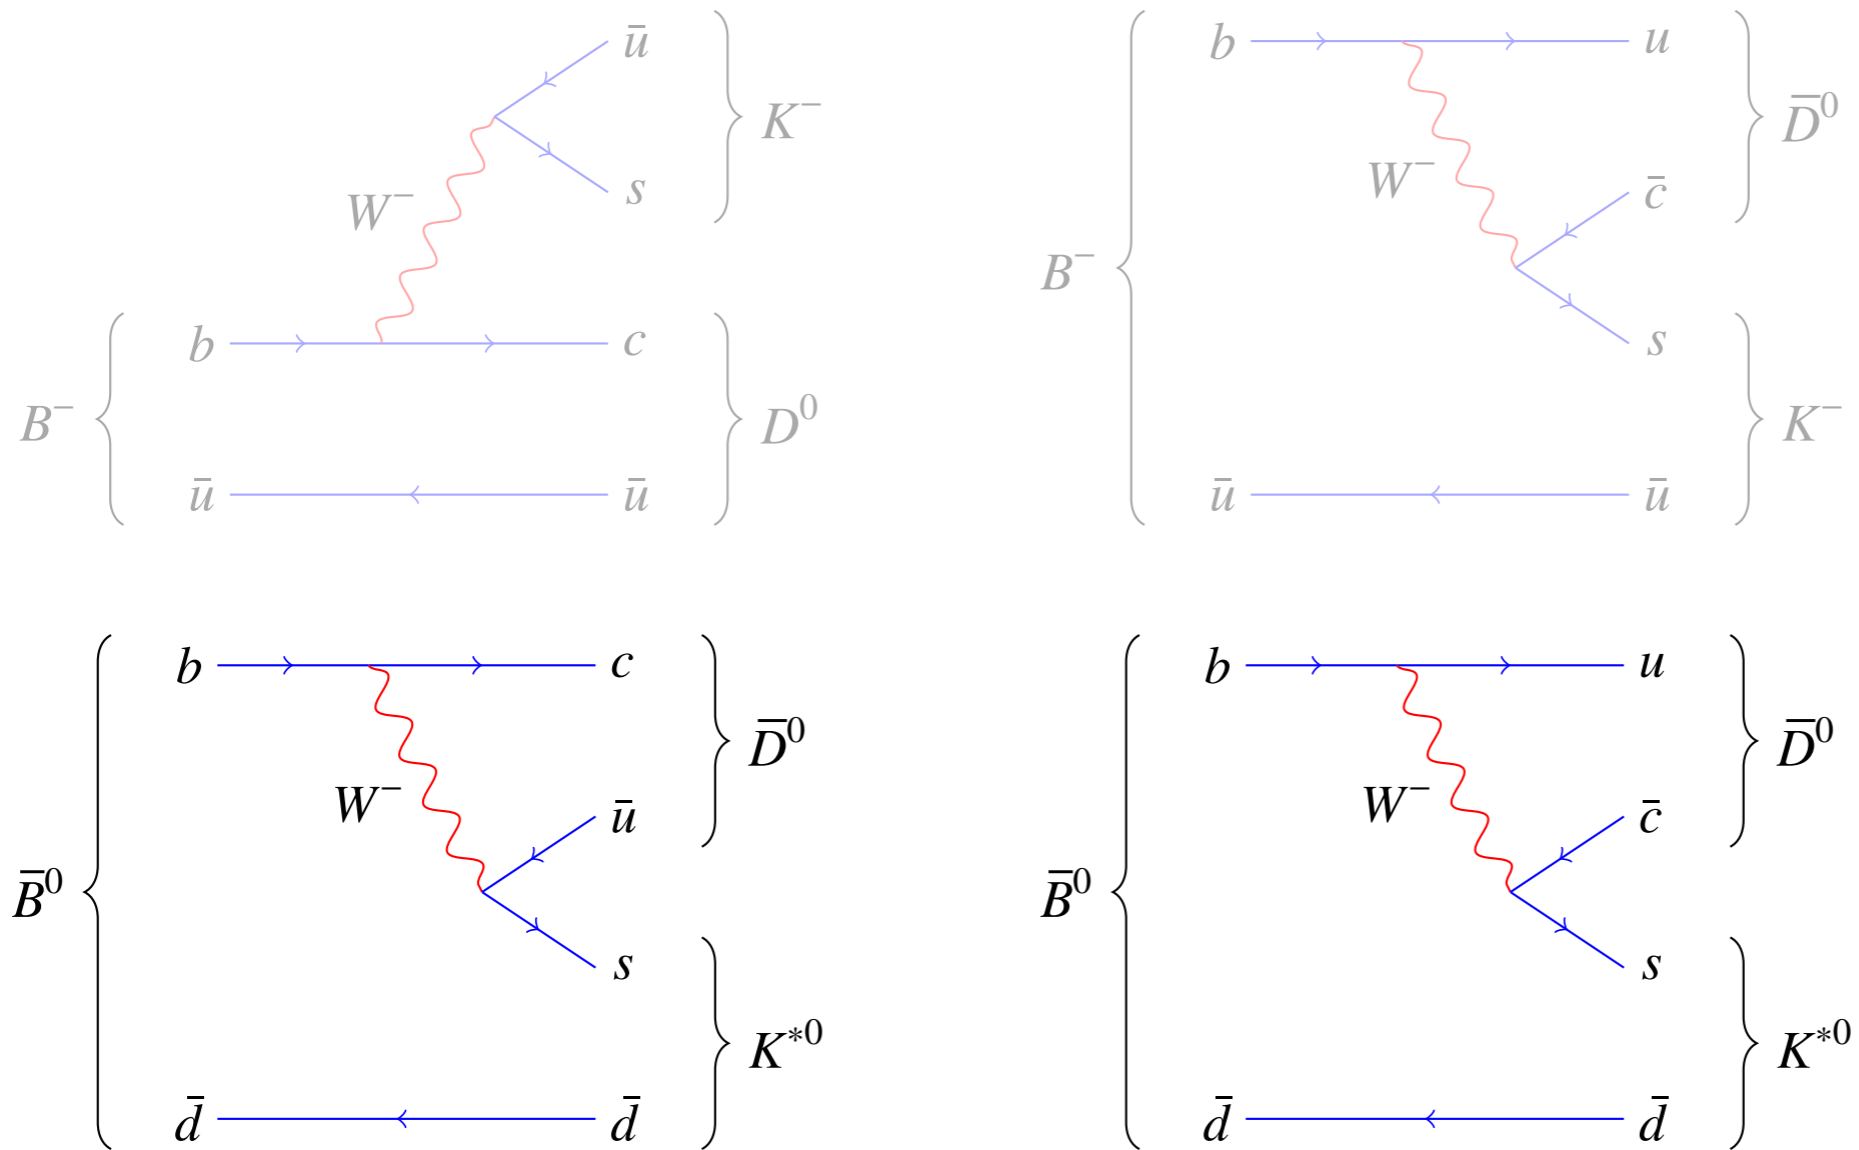 ū
K⁻
W⁻
s
b
c
B⁻
D⁰
ū
ū
b
u
D̅⁰
W⁻
c̄
B⁻
s
K⁻
ū
ū
b
c
D̅⁰
W⁻
ū
B̅⁰
s
K*⁰
d̄
d̄
b
u
D̅⁰
W⁻
c̄
B̅⁰
s
K*⁰
d̄
d̄